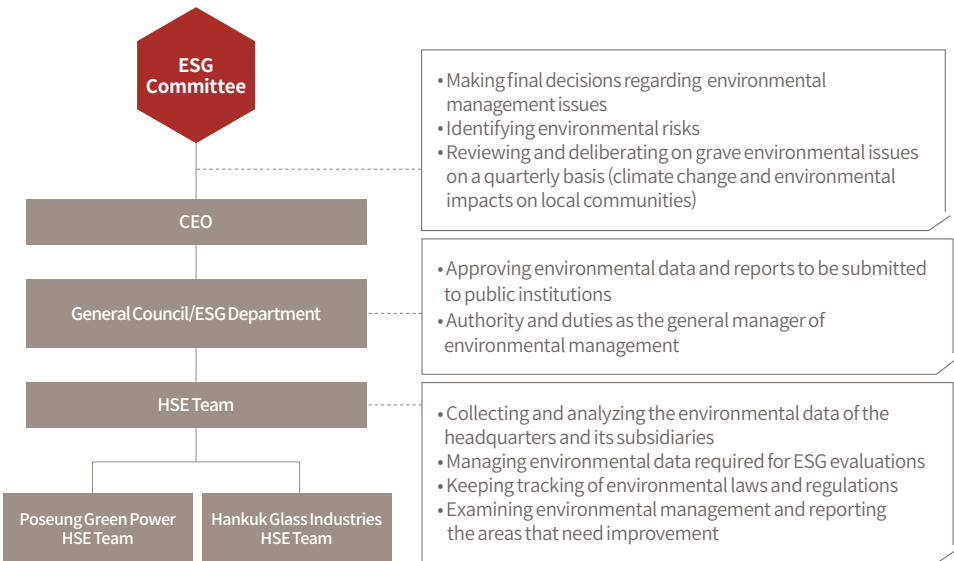 ESG
Committee
• Making final decisions regarding environmental
management issues
• Identifying environmental risks
• Reviewing and deliberating on grave environmental issues
on a quarterly basis (climate change and environmental
impacts on local communities)
CEO
General Council/ESG Department
• Approving environmental data and reports to be submitted
to public institutions
• Authority and duties as the general manager of
environmental management
HSE Team
• Collecting and analyzing the environmental data of the
headquarters and its subsidiaries
• Managing environmental data required for ESG evaluations
• Keeping tracking of environmental laws and regulations
• Examining environmental management and reporting
the areas that need improvement
Poseung Green Power
HSE Team
Hankuk Glass Industries
HSE Team